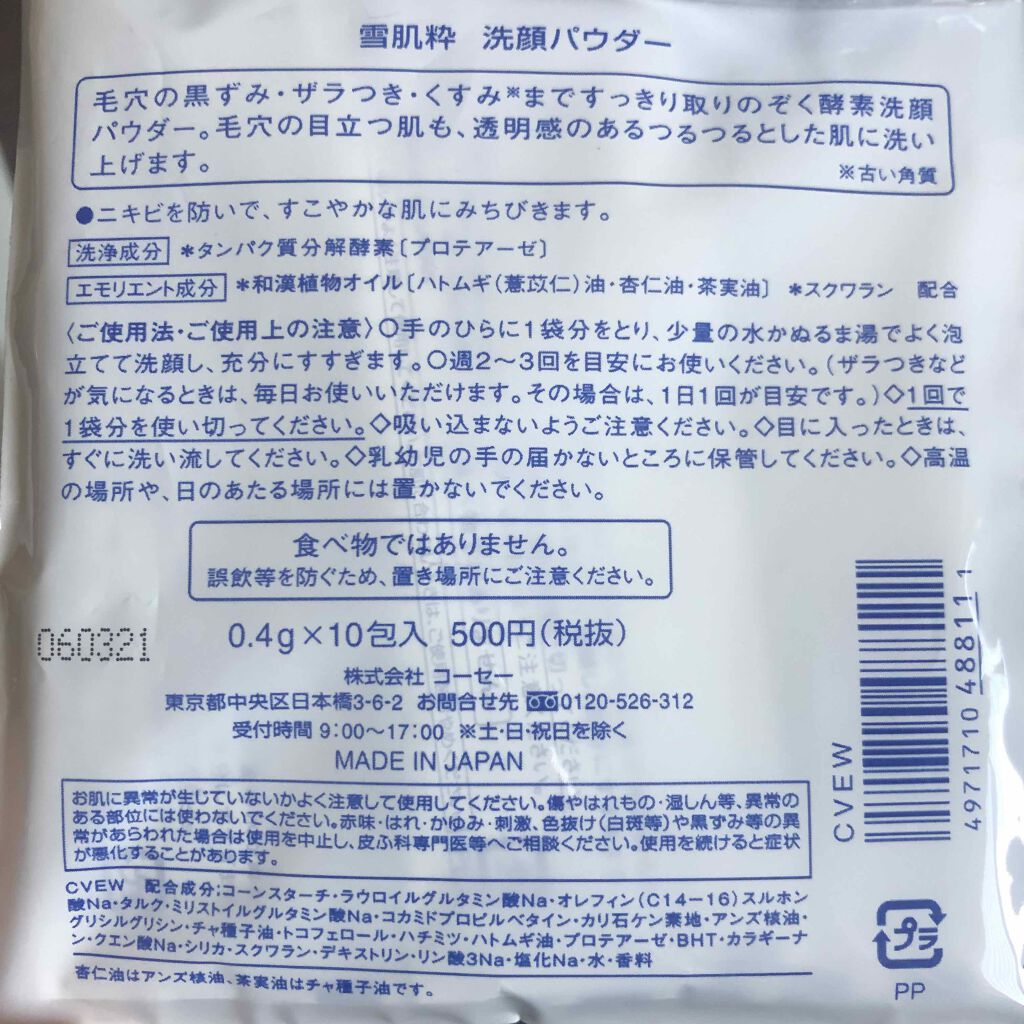 雪肌粋 洗顔パウダー
毛穴の黒ずみ・ザラつき・くすみ※まですっきり取りのぞく酵素洗顔
パウダー。毛穴の目立つ肌も、透明感のあるつるつるとした肌に洗い
上げます。
※古い角質
●ニキビを防いで、すこやかな肌にみちびきます。
洗浄成分 *タンパク質分解酵素〔プロテアーゼ〕
エモリエント成分 *和漢植物オイル〔ハトムギ(薏苡仁)油・杏仁油・茶実油〕 *スクワラン 配合
〈ご使用法・ご使用上の注意〉○手のひらに1袋分をとり、少量の水かぬるま湯でよく泡
立てて洗顔し、充分にすすぎます。○週2～3回を目安にお使いください。(ザラつきなど
が気になるときは、毎日お使いいただけます。その場合は、1日1回が目安です。)◇1回で
1袋分を使い切ってください。◇吸い込まないようご注意ください。◇目に入ったときは、
すぐに洗い流してください。◇乳幼児の手の届かないところに保管してください。◇高温
の場所や、日のあたる場所には置かないでください。
食べ物ではありません。
誤飲等を防ぐため、置き場所にご注意ください。
060321
0.4g×10包入 500円(税抜)
株式会社 コーセー
東京都中央区日本橋3-6-2 お問合せ先 0120-526-312
受付時間 9:00～17:00 ※土・日・祝日を除く
MADE IN JAPAN
お肌に異常が生じていないかよく注意して使用してください。傷やはれもの・湿しん等、異常の
ある部位には使わないでください。赤味・はれ・かゆみ・刺激、色抜け(白斑等)や黒ずみ等の異
常があらわれた場合は使用を中止し、皮ふ科専門医等へご相談ください。使用を続けると症状
が悪化することがあります。
CVEW 配合成分:コーンスターチ・ラウロイルグルタミン酸Na・オレフィン(C14－16)スルホン
酸Na・タルク・ミリストイルグルタミン酸Na・コカミドプロピルベタイン・カリ石ケン素地・アンズ核油・
グリシルグリシン・チャ種子油・トコフェロール・ハチミツ・ハトムギ油・プロテアーゼ・BHT・カラギーナ
ン・クエン酸Na・シリカ・スクワラン・デキストリン・リン酸3Na・塩化Na・水・香料
杏仁油はアンズ核油、茶実油はチャ種子油です。
CVEW
4971710 488111
プラ
PP